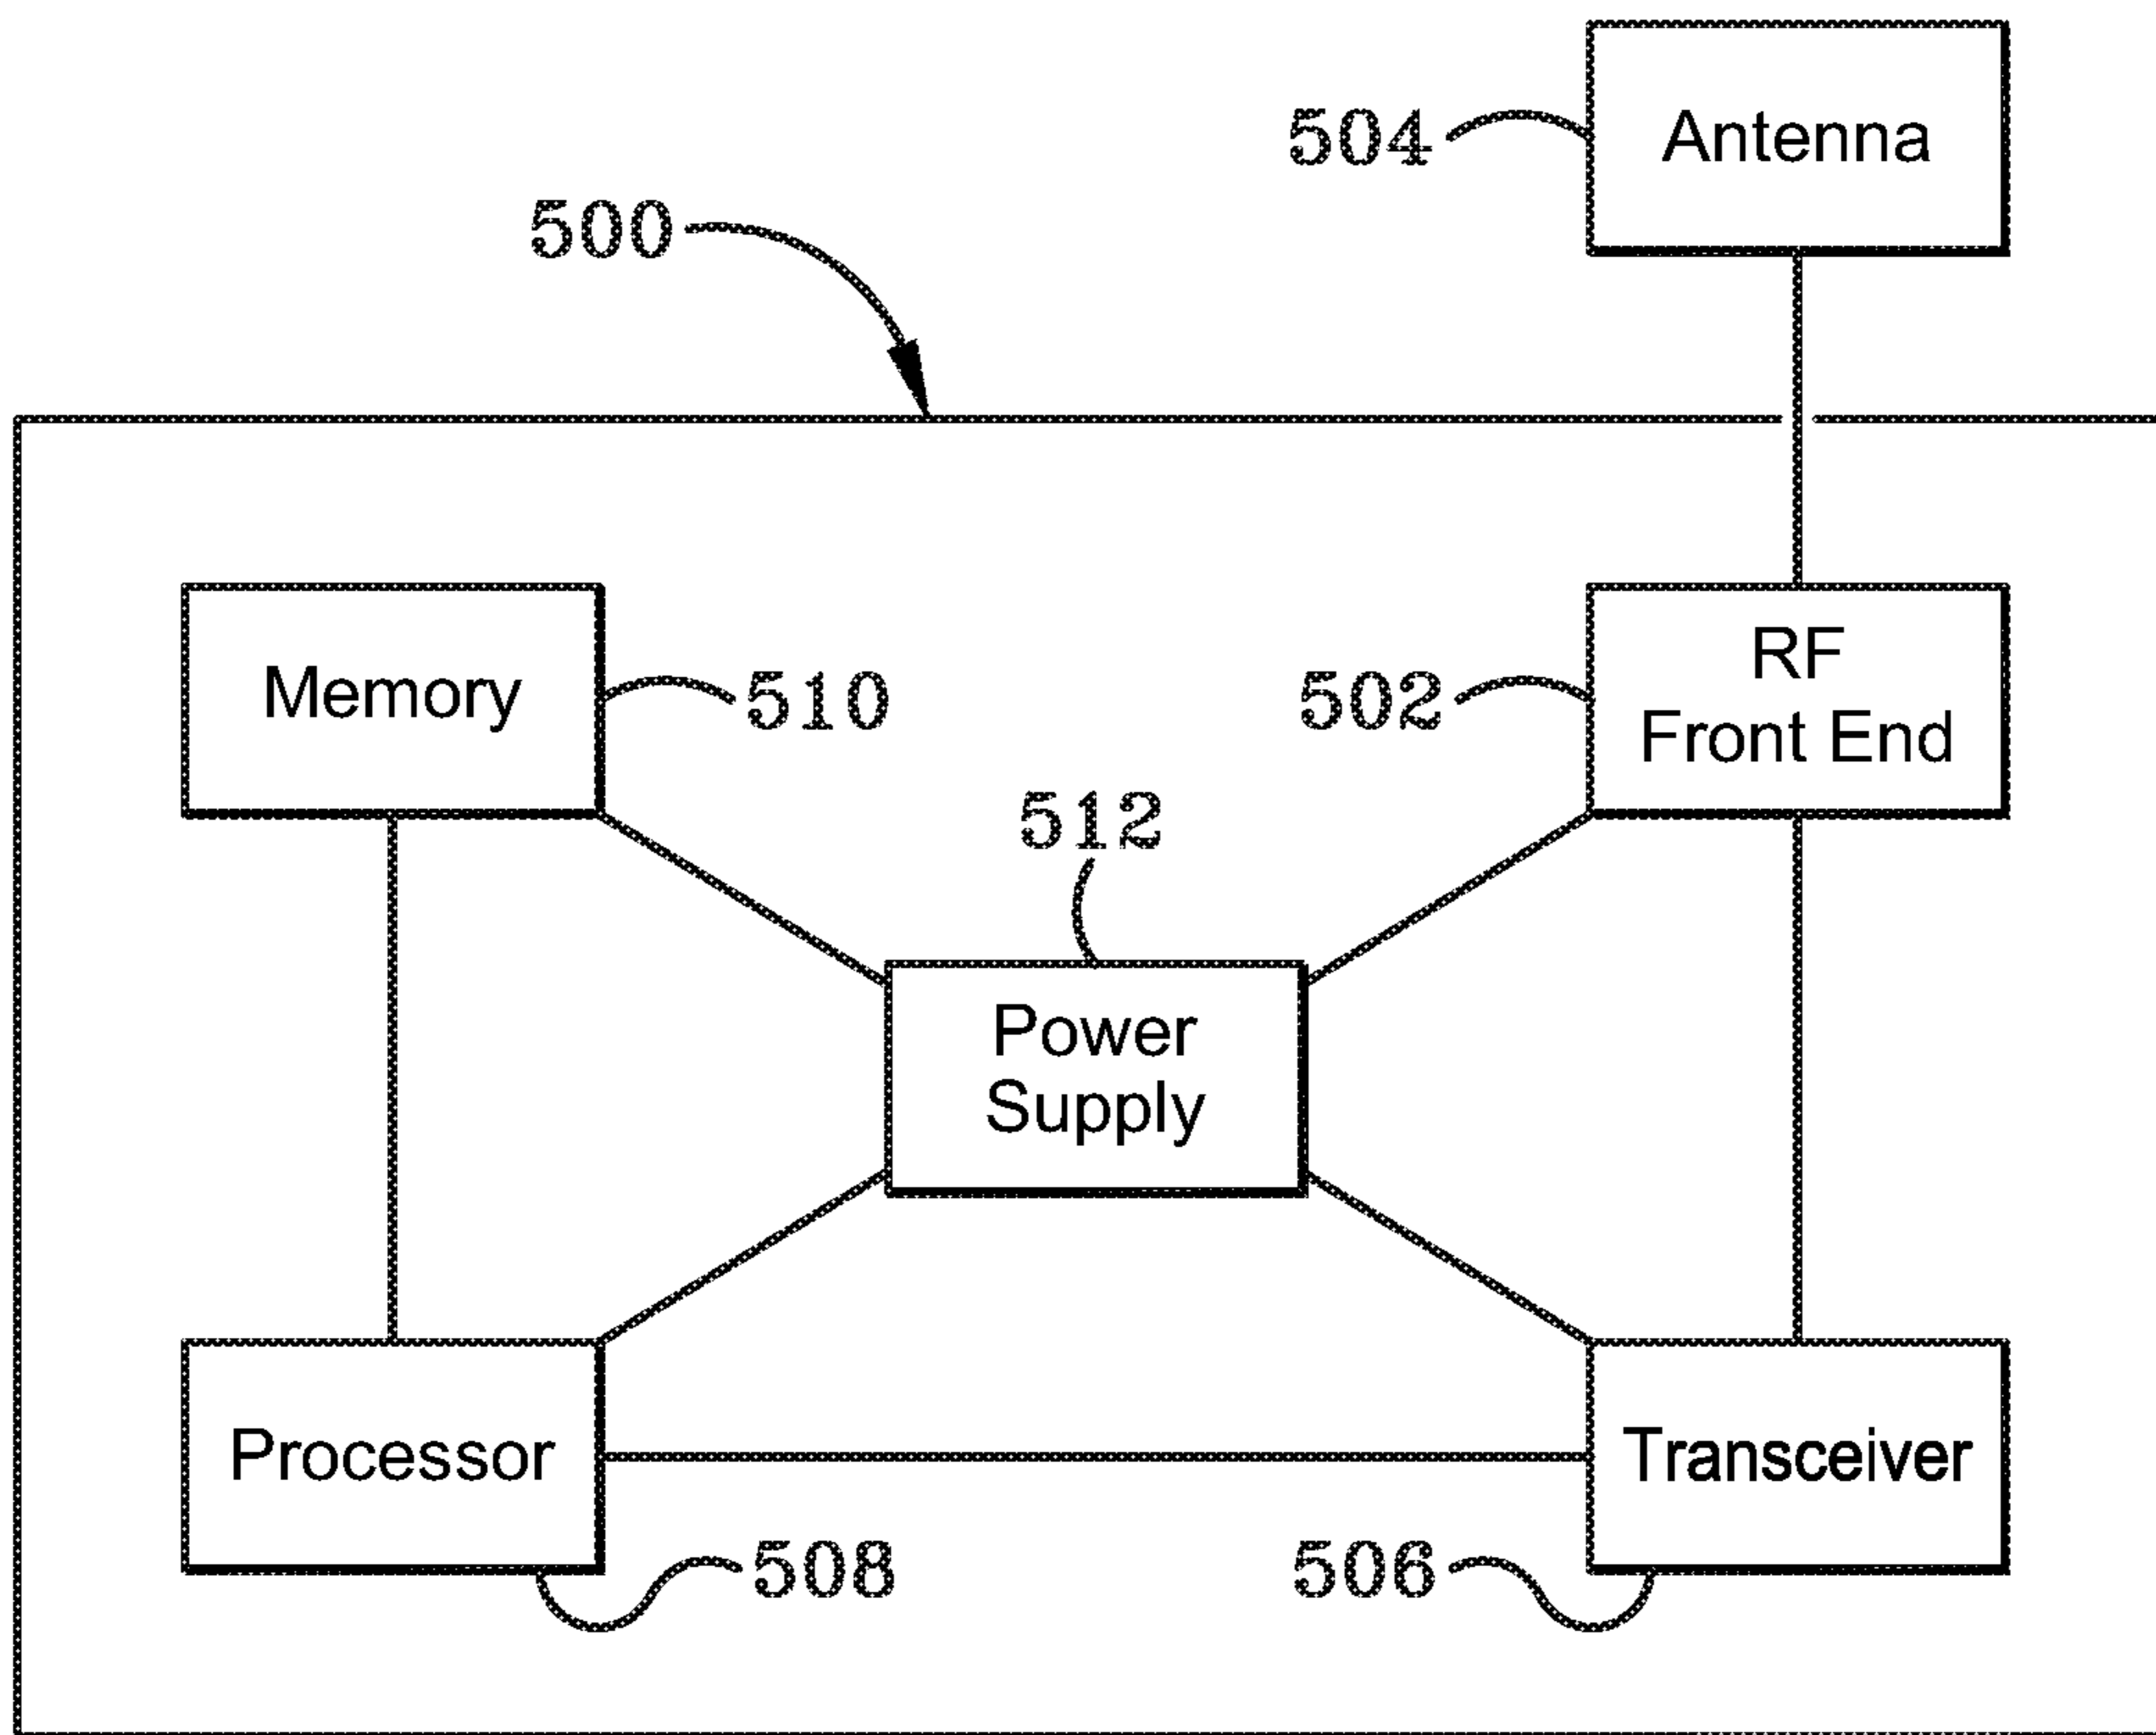 504
Antenna
500
Memory
510
502
RF
Front End
512
Power
Supply
Processor
508
Transceiver
506